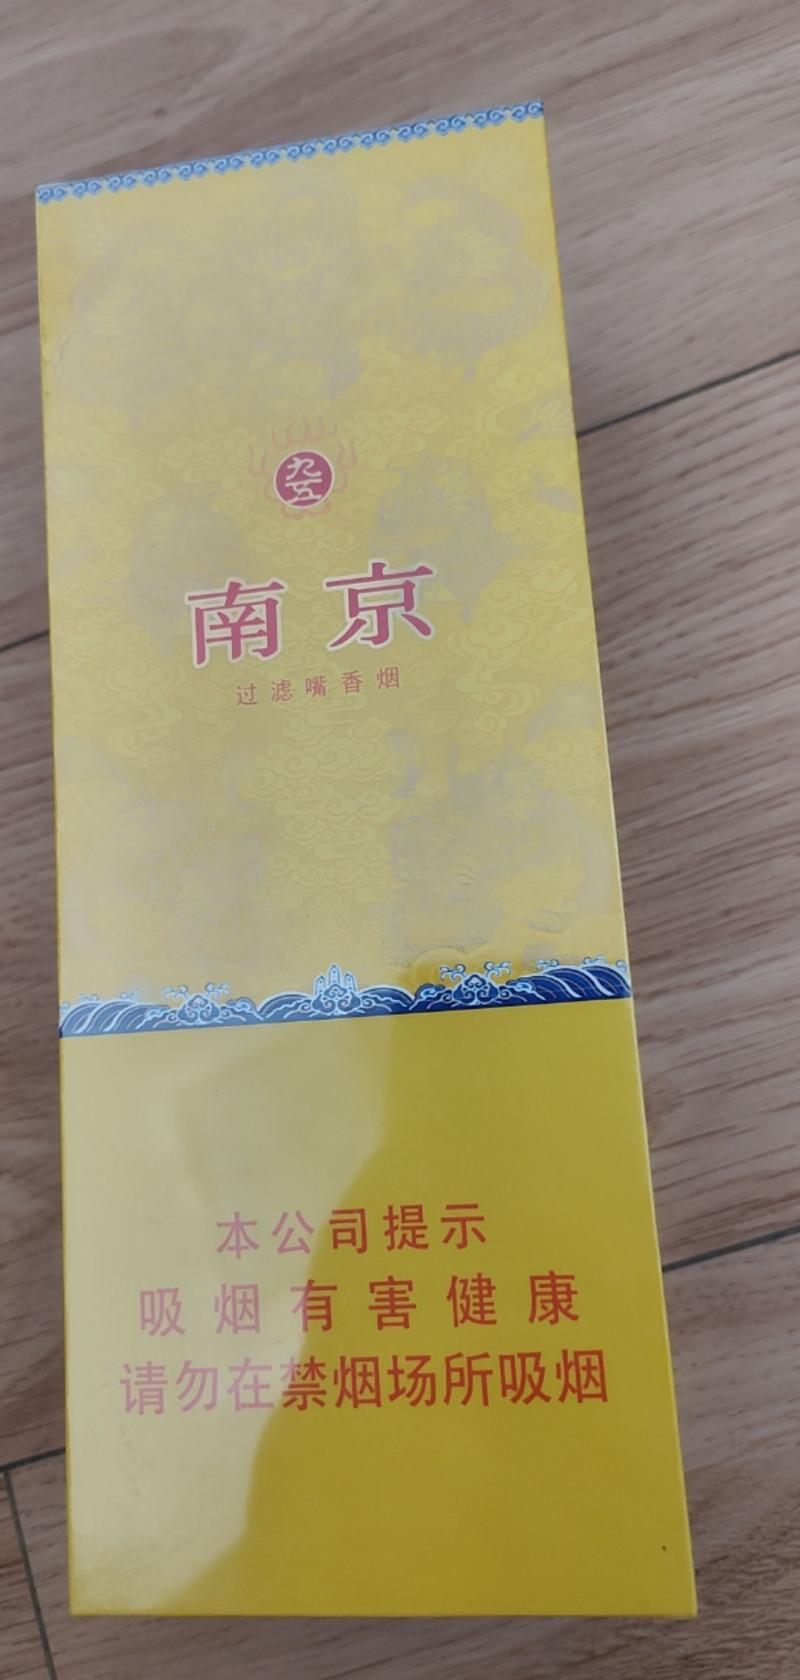 九五
南京
过滤嘴香烟
本公司提示
吸烟有害健康
请勿在禁烟场所吸烟